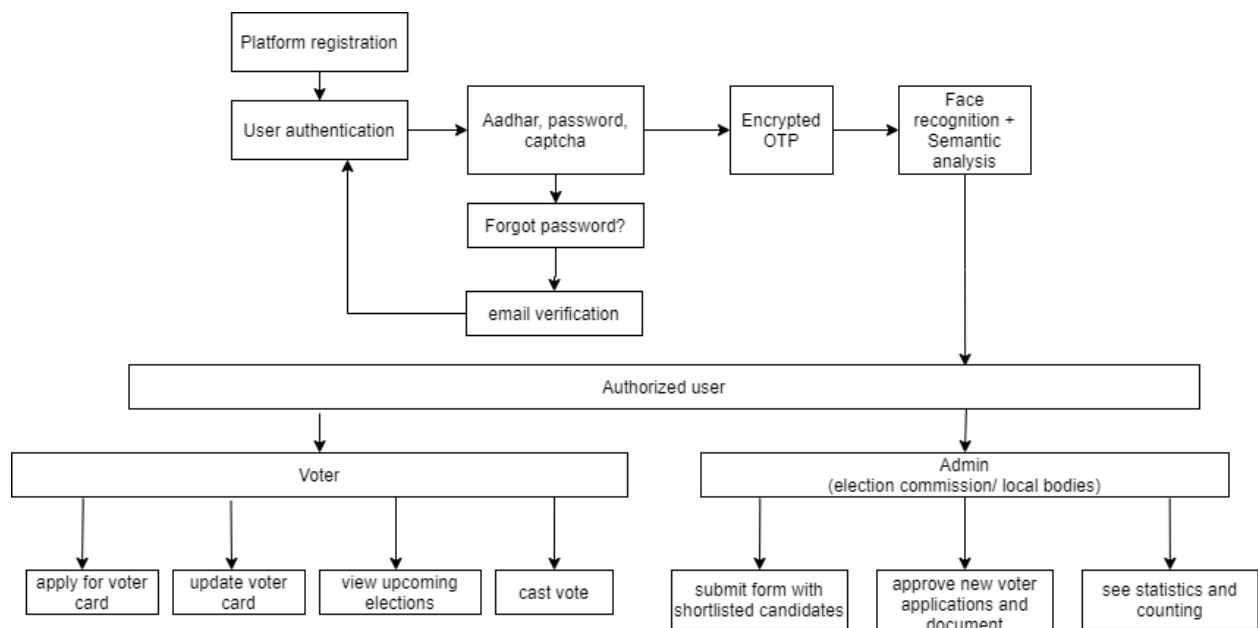 Platform registration
User authentication
Aadhar, password,
captcha
Encrypted
OTP
Face
recognition +
Semantic
analysis
Forgot password?
email verification
Authorized user
Voter
Admin
(election commission/ local bodies)
apply for voter
card
update voter
card
view upcoming
elections
cast vote
submit form with
shortlisted candidates
approve new voter
applications and
document
see statistics and
counting